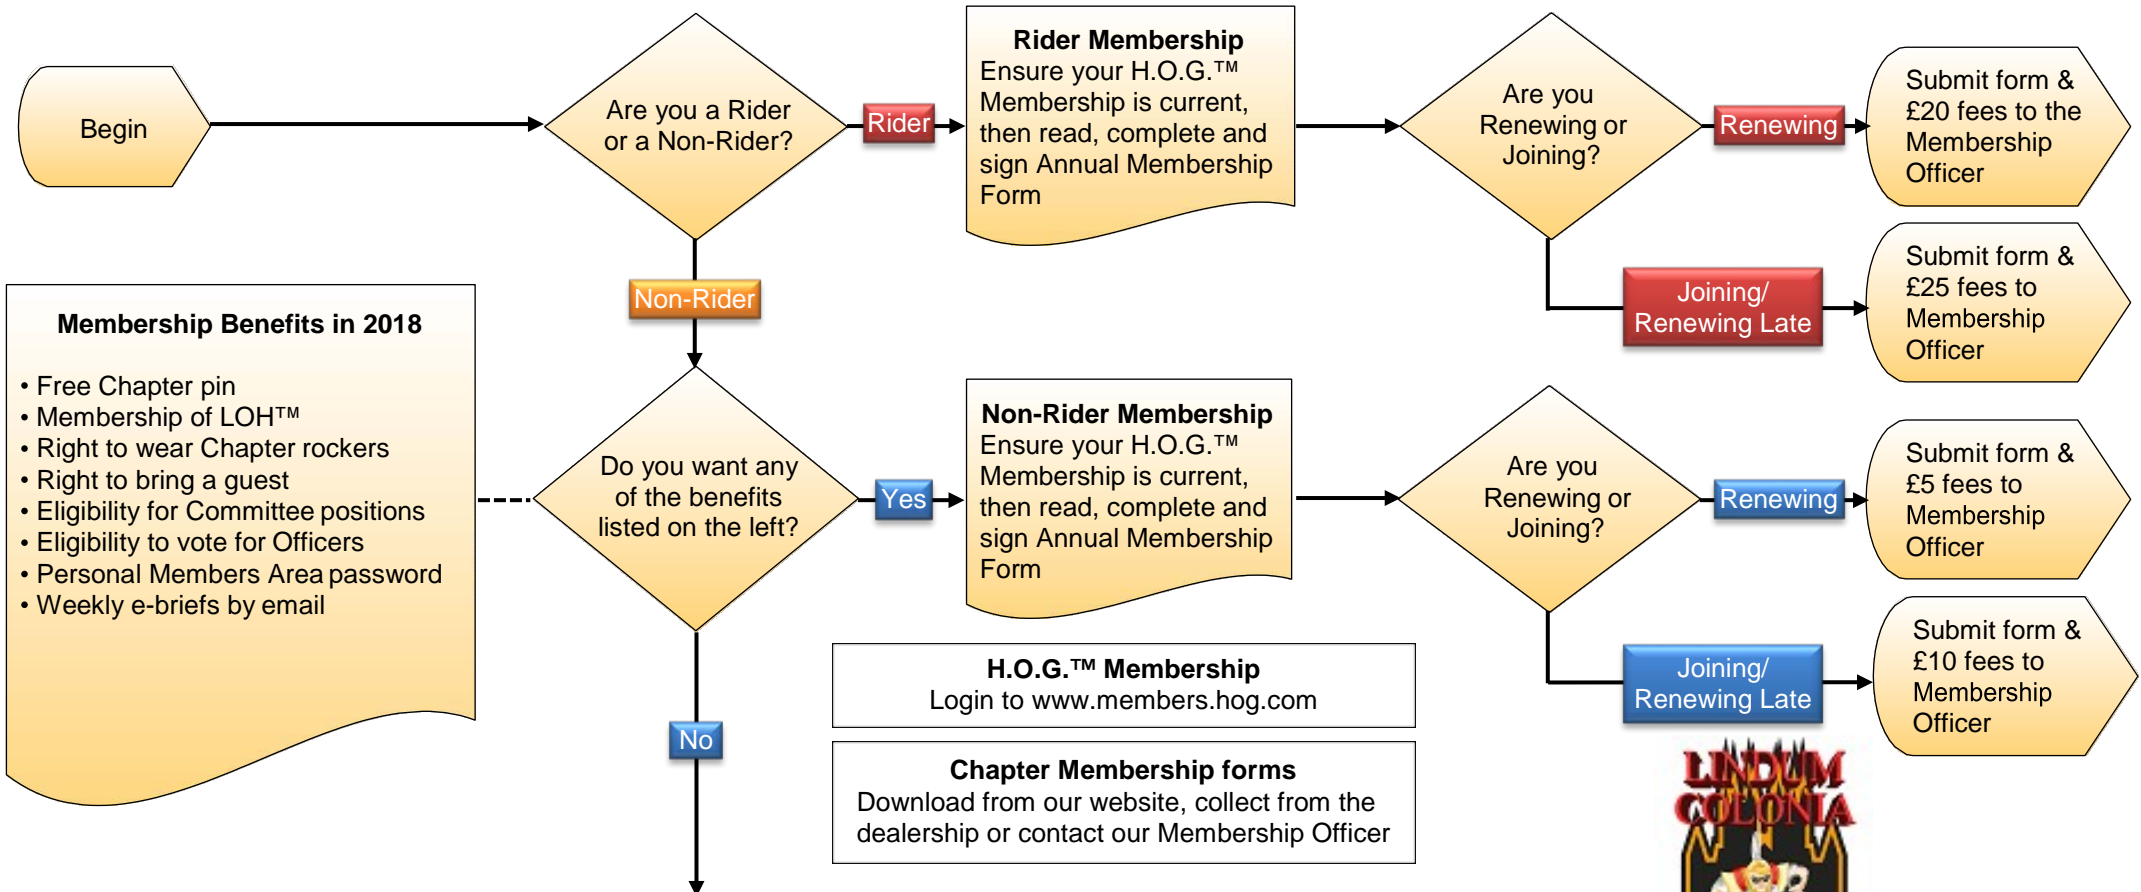 Begin
Are you a Rider
or a Non-Rider?
Rider
Rider Membership
Ensure your H.O.G.™
Membership is current,
then read, complete and
sign Annual Membership
Form
Are you
Renewing or
Joining?
Renewing
Submit form &
£20 fees to the
Membership
Officer
Joining/
Renewing Late
Submit form &
£25 fees to
Membership
Officer
Non-Rider
Membership Benefits in 2018
• Free Chapter pin
• Membership of LOH™
• Right to wear Chapter rockers
• Right to bring a guest
• Eligibility for Committee positions
• Eligibility to vote for Officers
• Personal Members Area password
• Weekly e-briefs by email
Do you want any
of the benefits
listed on the left?
Yes
Non-Rider Membership
Ensure your H.O.G.™
Membership is current,
then read, complete and
sign Annual Membership
Form
Are you
Renewing or
Joining?
Renewing
Submit form &
£5 fees to
Membership
Officer
Joining/
Renewing Late
Submit form &
£10 fees to
Membership
Officer
No
H.O.G.™ Membership
Login to www.members.hog.com
Chapter Membership forms
Download from our website, collect from the
dealership or contact our Membership Officer
LINDUM
COLONIA